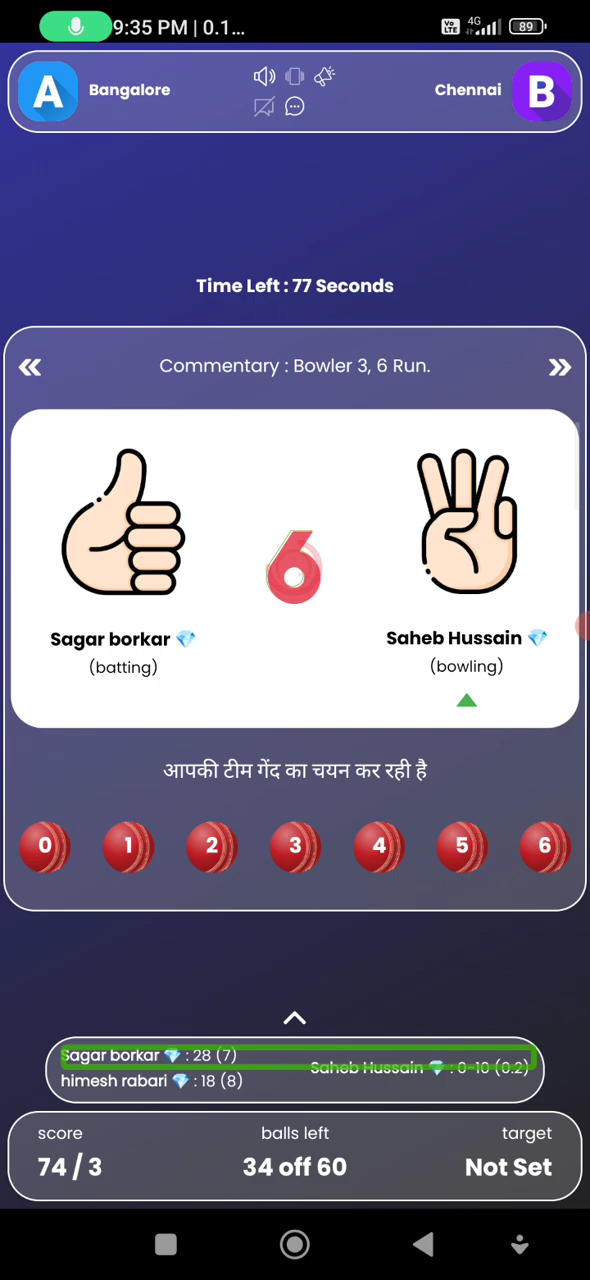 9:35 PM | 0.1...
Vo LTE 4G 89
A Bangalore Chennai B
Time Left : 77 Seconds
Commentary : Bowler 3, 6 Run.
6
Sagar borkar 💎 Saheb Hussain 💎
(batting) (bowling)
आपकी टीम गेंद का चयन कर रही है
0 1 2 3 4 5 6
Sagar borkar 💎 : 28 (7)
Saheb Hussain 💎 : 0-10 (0.2)
himesh rabari 💎 : 18 (8)
score balls left target
74 / 3 34 off 60 Not Set